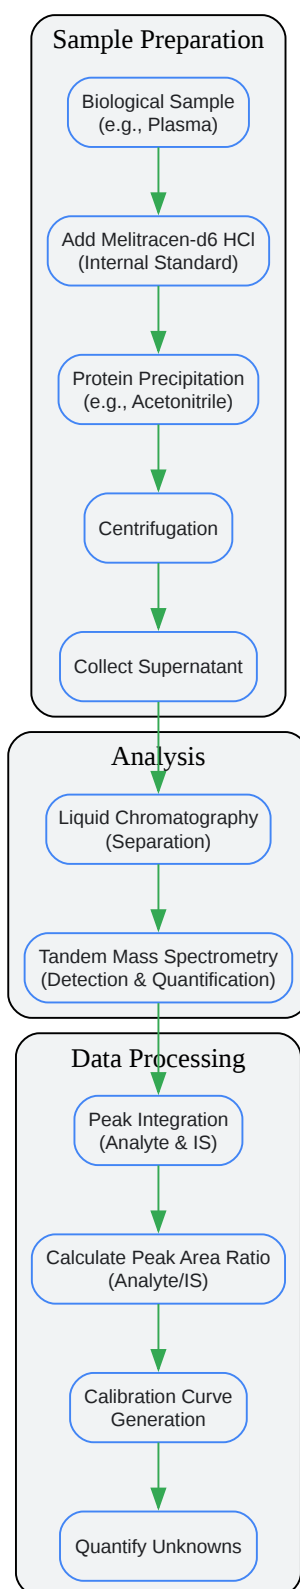 Sample Preparation
Biological Sample
(e.g., Plasma)
Add Melitracen-d6 HCl
(Internal Standard)
Protein Precipitation
(e.g., Acetonitrile)
Centrifugation
Collect Supernatant
Analysis
Liquid Chromatography
(Separation)
Tandem Mass Spectrometry
(Detection & Quantification)
Data Processing
Peak Integration
(Analyte & IS)
Calculate Peak Area Ratio
(Analyte/IS)
Calibration Curve
Generation
Quantify Unknowns